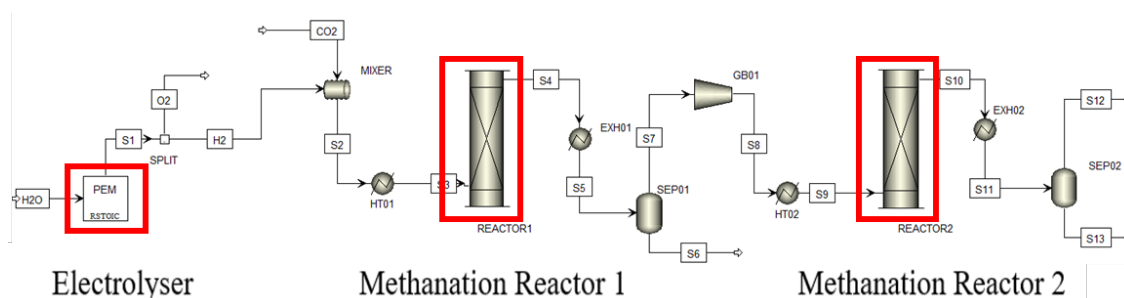 CO2
MIXER
O2
S1
SPLIT
H2
S2
PEM
RSTOIC
H2O
HT01
S3
REACTOR1
S4
EXH01
S5
S7
SEP01
S6
GB01
S8
HT02
S9
REACTOR2
S10
EXH02
S11
S12
SEP02
S13
Electrolyser
Methanation Reactor 1
Methanation Reactor 2